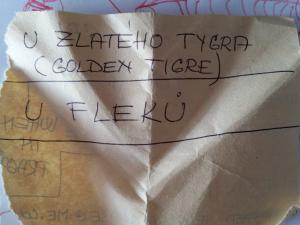 U ZLATÉHO TYGRA
(GOLDEN TIGRE)
U FLEKŮ